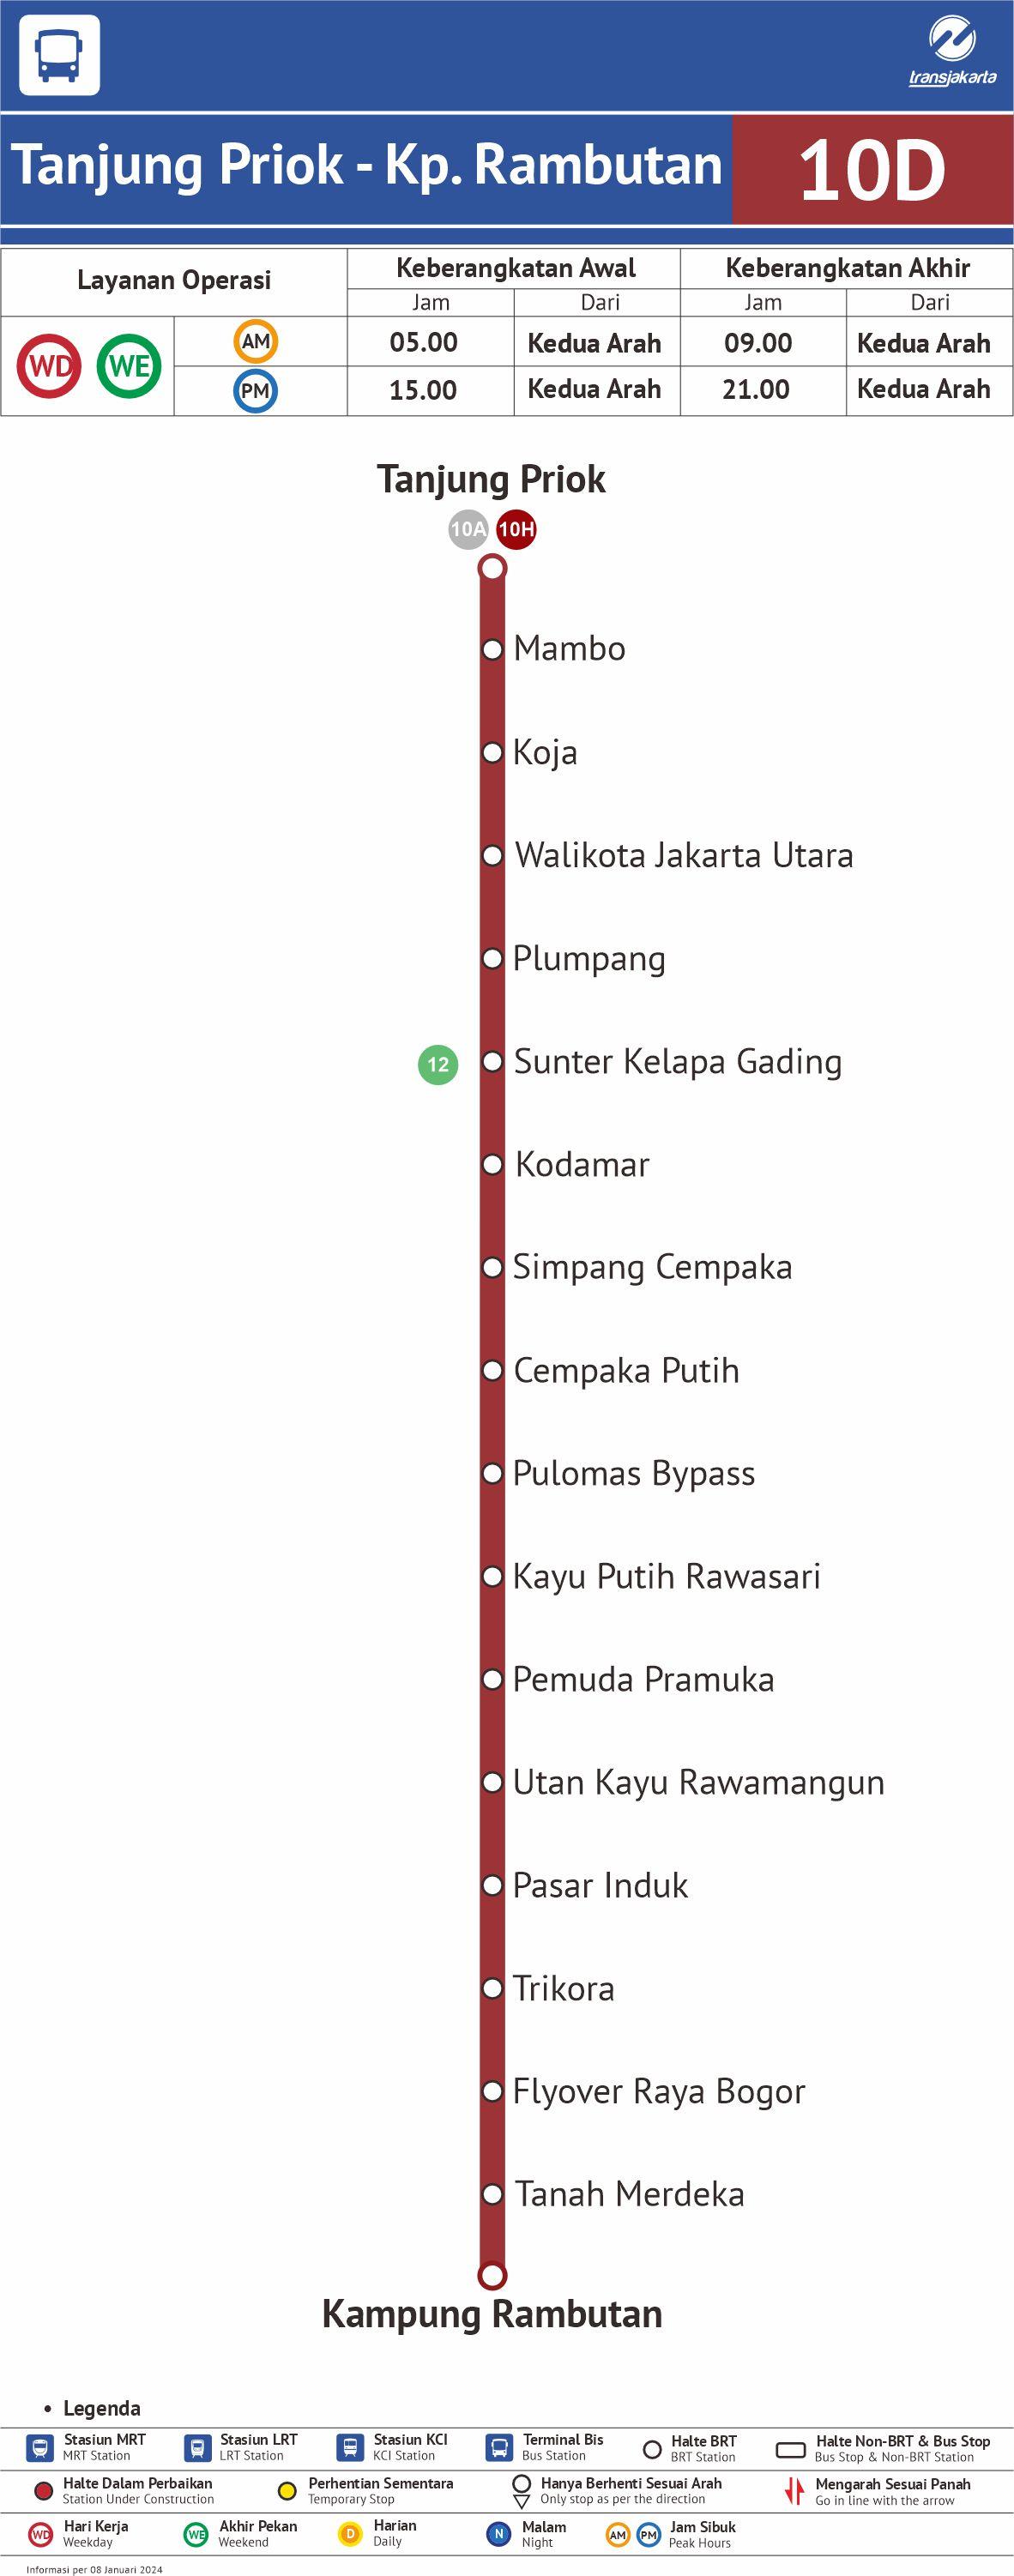 transjakarta
Tanjung Priok - Kp. Rambutan
10D
Layanan Operasi
Keberangkatan Awal
Keberangkatan Akhir
Jam Dari Jam Dari
WD WE
AM 05.00 Kedua Arah 09.00 Kedua Arah
PM 15.00 Kedua Arah 21.00 Kedua Arah
Tanjung Priok
10A 10H
Mambo
Koja
Walikota Jakarta Utara
Plumpang
12 Sunter Kelapa Gading
Kodamar
Simpang Cempaka
Cempaka Putih
Pulomas Bypass
Kayu Putih Rawasari
Pemuda Pramuka
Utan Kayu Rawamangun
Pasar Induk
Trikora
Flyover Raya Bogor
Tanah Merdeka
Kampung Rambutan
• Legenda
Stasiun MRT
MRT Station
Stasiun LRT
LRT Station
Stasiun KCI
KCI Station
Terminal Bis
Bus Station
Halte BRT
BRT Station
Halte Non-BRT & Bus Stop
Bus Stop & Non-BRT Station
Halte Dalam Perbaikan
Station Under Construction
Perhentian Sementara
Temporary Stop
Hanya Berhenti Sesuai Arah
Only stop as per the direction
Mengarah Sesuai Panah
Go in line with the arrow
WD Hari Kerja
Weekday
WE Akhir Pekan
Weekend
D Harian
Daily
N Malam
Night
AM PM Jam Sibuk
Peak Hours
Informasi per 08 Januari 2024